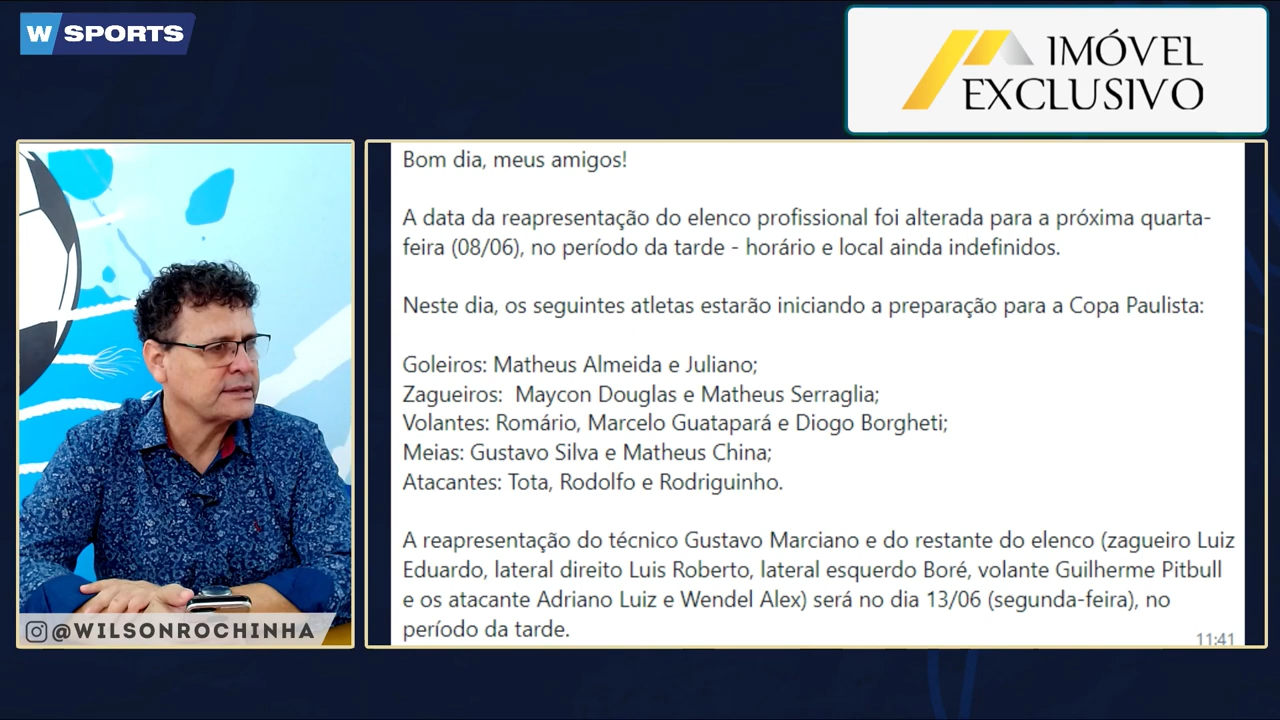 W SPORTS
IMÓVEL
EXCLUSIVO
Bom dia, meus amigos!
A data da reapresentação do elenco profissional foi alterada para a próxima quarta-
feira (08/06), no período da tarde - horário e local ainda indefinidos.
Neste dia, os seguintes atletas estarão iniciando a preparação para a Copa Paulista:
Goleiros: Matheus Almeida e Juliano;
Zagueiros:  Maycon Douglas e Matheus Serraglia;
Volantes: Romário, Marcelo Guatapará e Diogo Borgheti;
Meias: Gustavo Silva e Matheus China;
Atacantes: Tota, Rodolfo e Rodriguinho.
A reapresentação do técnico Gustavo Marciano e do restante do elenco (zagueiro Luiz
Eduardo, lateral direito Luis Roberto, lateral esquerdo Boré, volante Guilherme Pitbull
e os atacante Adriano Luiz e Wendel Alex) será no dia 13/06 (segunda-feira), no
período da tarde.
11:41
@WILSONROCHINHA